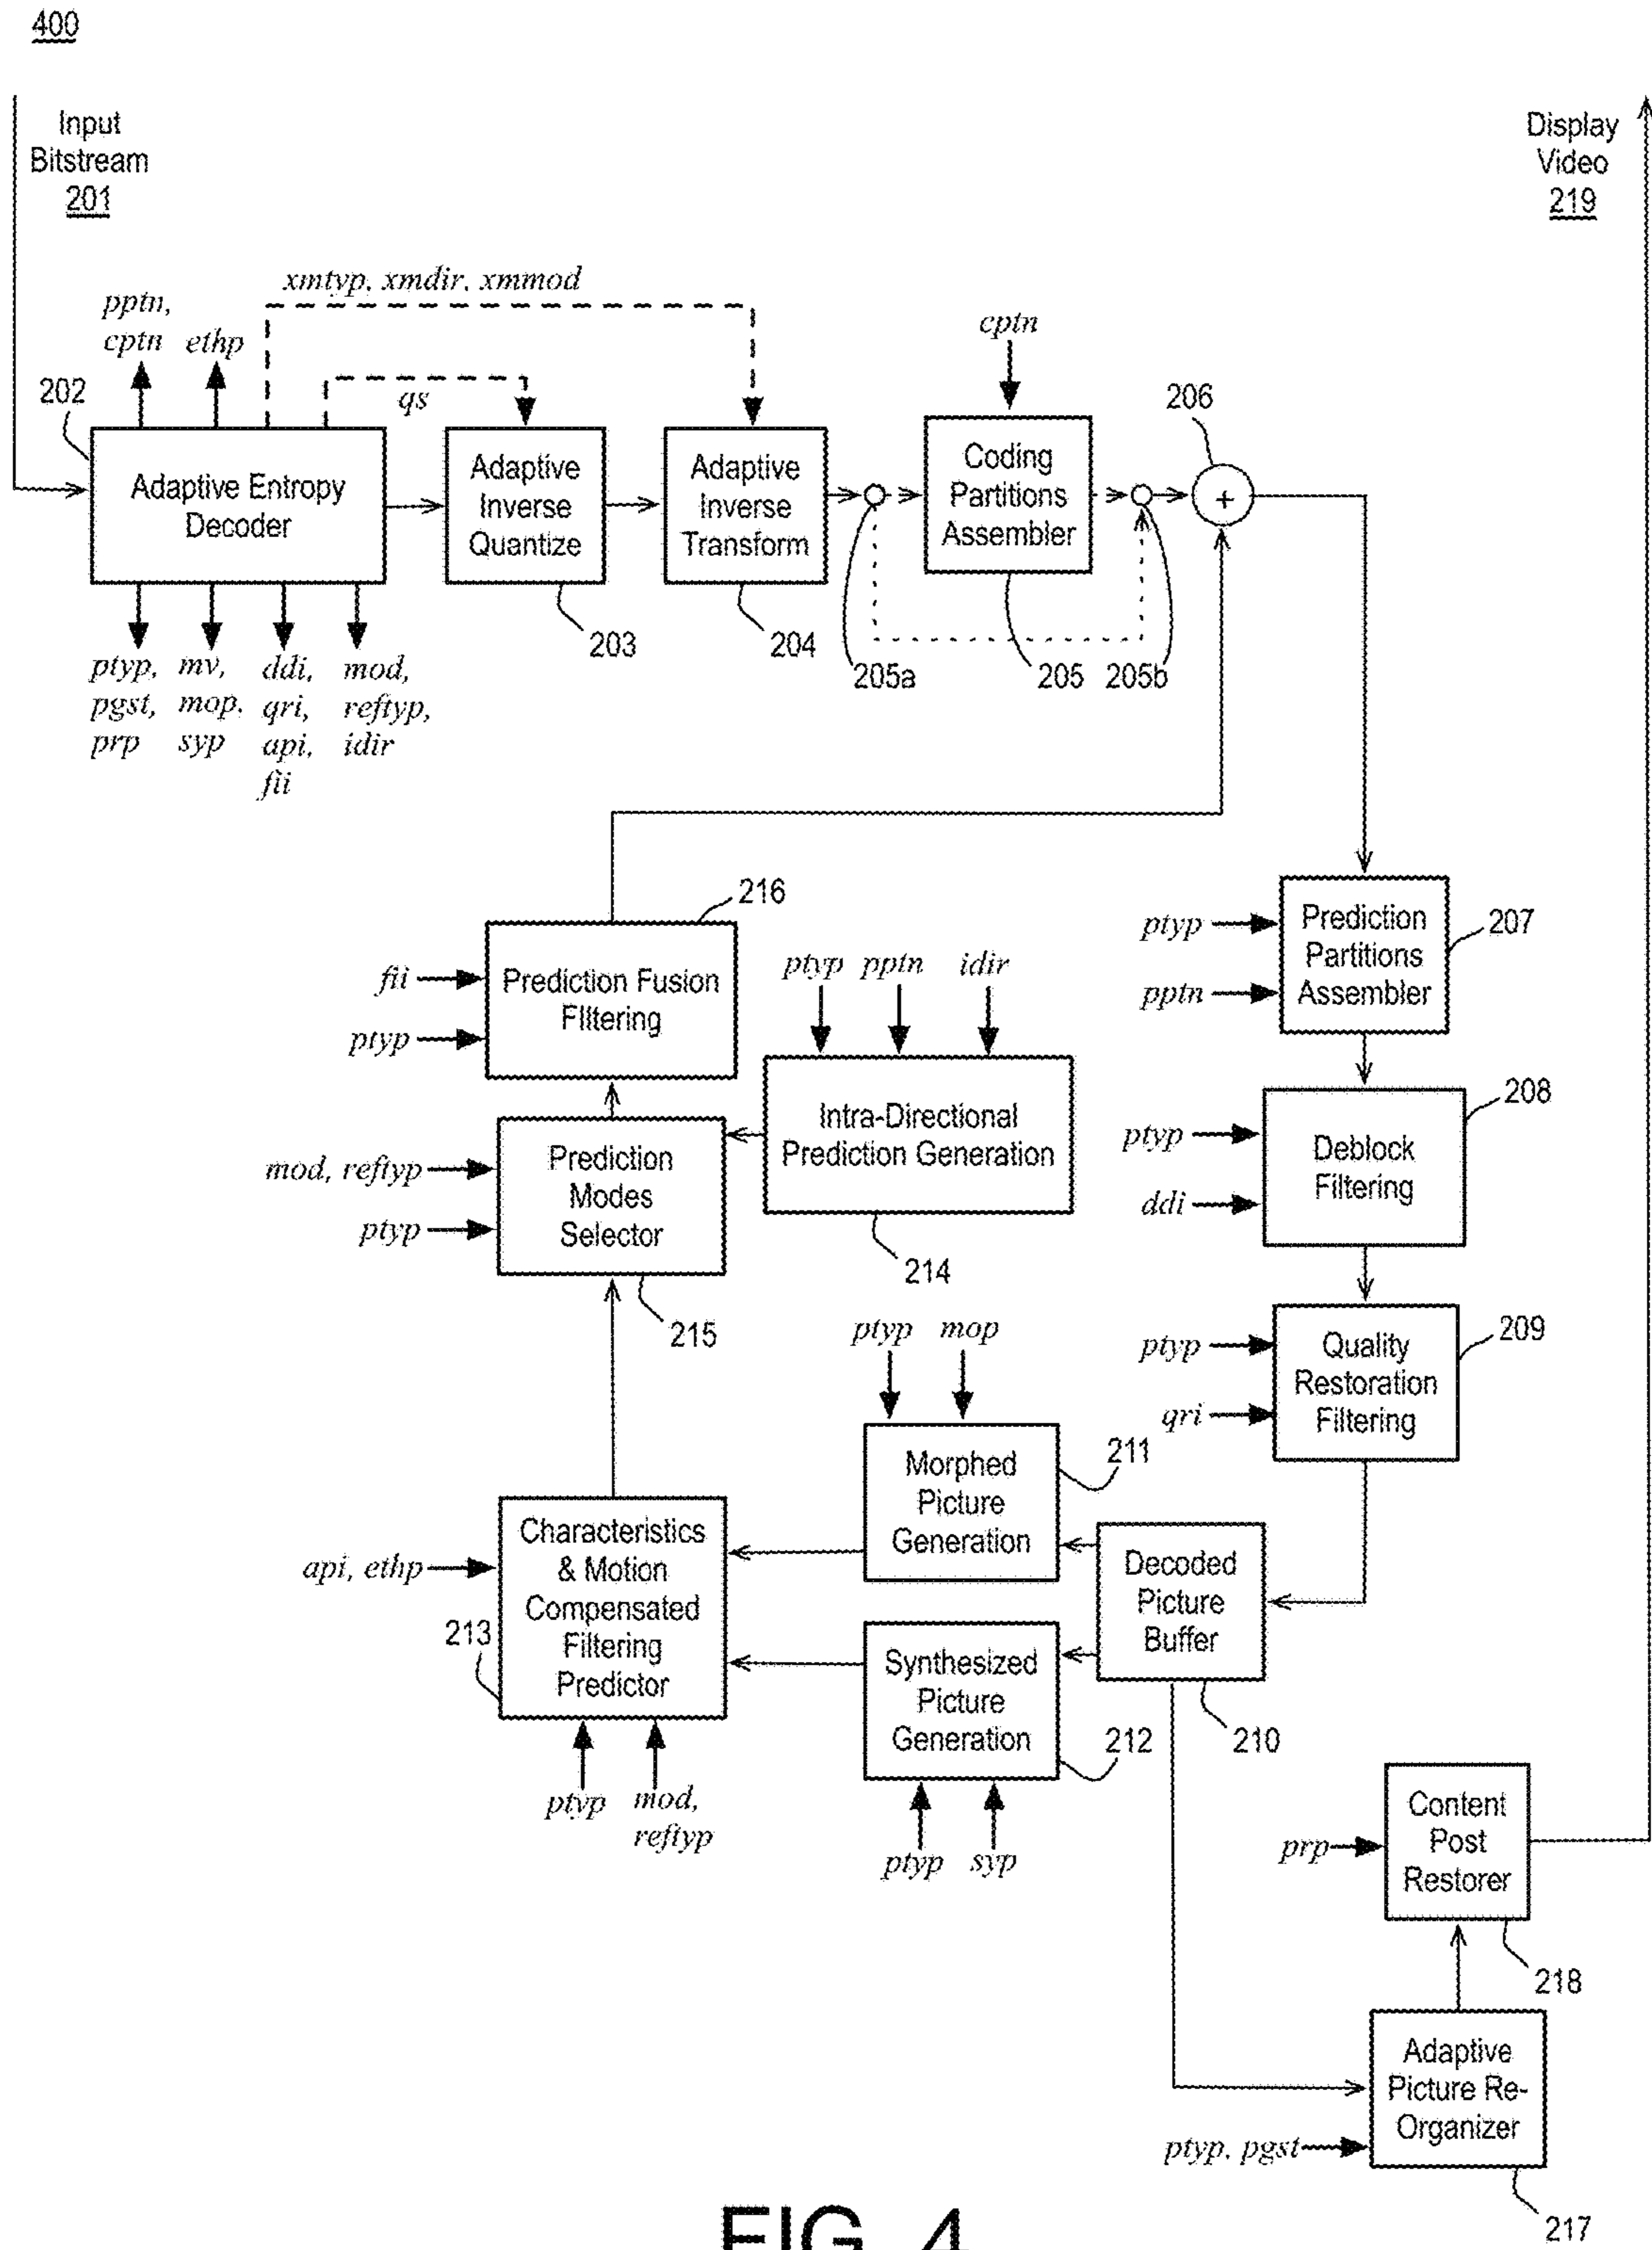 400
Input
Bitstream
201
Display
Video
219
xmtyp, xmdir, xmmod
pptn,
cptn
ethp
qs
cptn
202
206
Adaptive Entropy
Decoder
Adaptive
Inverse
Quantize
Adaptive
Inverse
Transform
Coding
Partitions
Assembler
+
203
204
205a
205
205b
ptyp,
pgst,
prp
mv,
mop,
syp
ddi,
qri,
api,
fii
mod,
reftyp,
idir
216
Prediction Fusion
FIltering
fii
ptyp
ptyp
pptn
idir
ptyp
pptn
Prediction
Partitions
Assembler
207
Intra-Directional
Prediction Generation
214
ptyp
ddi
Deblock
Filtering
208
mod, reftyp
ptyp
Prediction
Modes
Selector
215
ptyp
mop
ptyp
qri
Quality
Restoration
Filtering
209
Morphed
Picture
Generation
211
api, ethp
213
Characteristics
& Motion
Compensated
Filtering
Predictor
Decoded
Picture
Buffer
210
Synthesized
Picture
Generation
212
ptyp
mod,
reftyp
ptyp
syp
prp
Content
Post
Restorer
218
Adaptive
Picture Re-
Organizer
ptyp, pgst
217
FIG. 4